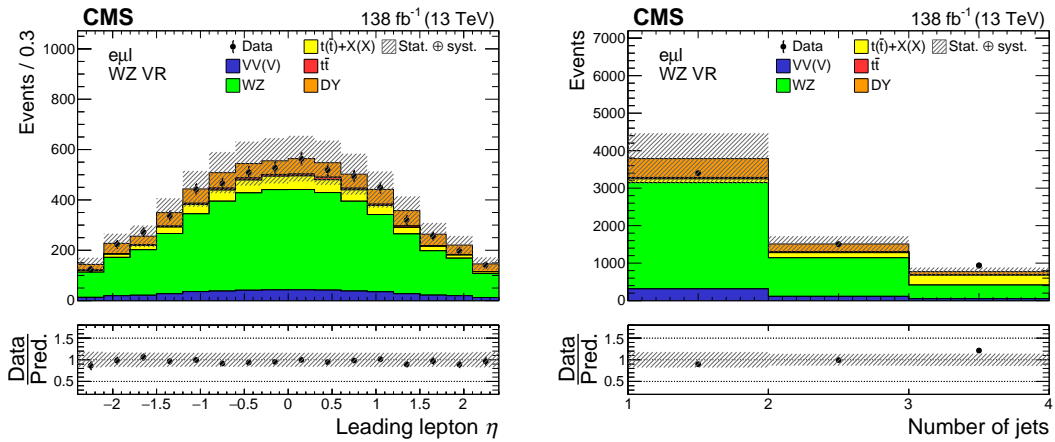 CMS 138 fb⁻¹ (13 TeV)
Events / 0.3
1000
800
600
400
200
0
eμl
WZ VR
Data
t(t̄)+X(X)
Stat. ⊕ syst.
VV(V)
tt̄
WZ
DY
Data
Pred.
1.5
1
0.5
−2 −1.5 −1 −0.5 0 0.5 1 1.5 2
Leading lepton η
CMS 138 fb⁻¹ (13 TeV)
Events
7000
6000
5000
4000
3000
2000
1000
0
eμl
WZ VR
Data
t(t̄)+X(X)
Stat. ⊕ syst.
VV(V)
tt̄
WZ
DY
Data
Pred.
1.5
1
0.5
1 2 3 4
Number of jets